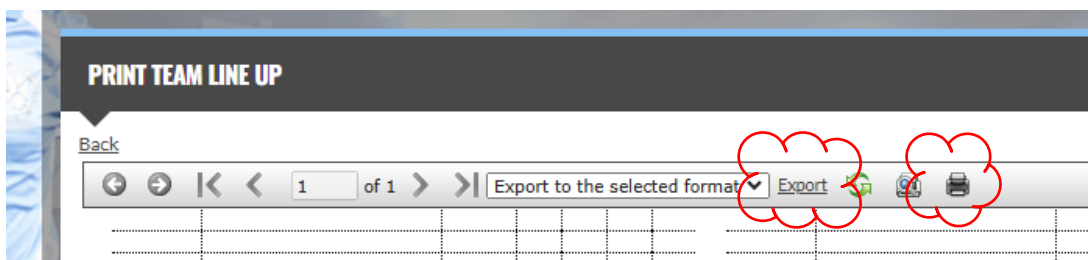 PRINT TEAM LINE UP
Back
1 of 1 Export to the selected format Export